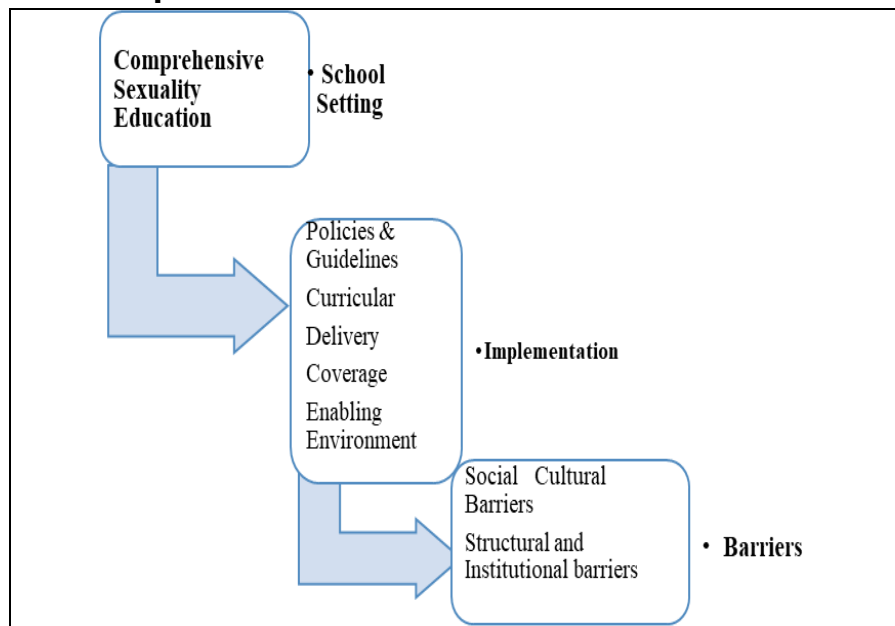 Comprehensive
Sexuality
Education
• School
Setting
Policies &
Guidelines
Curricular
Delivery
Coverage
Enabling
Environment
•Implementation
Social Cultural
Barriers
Structural and
Institutional barriers
• Barriers